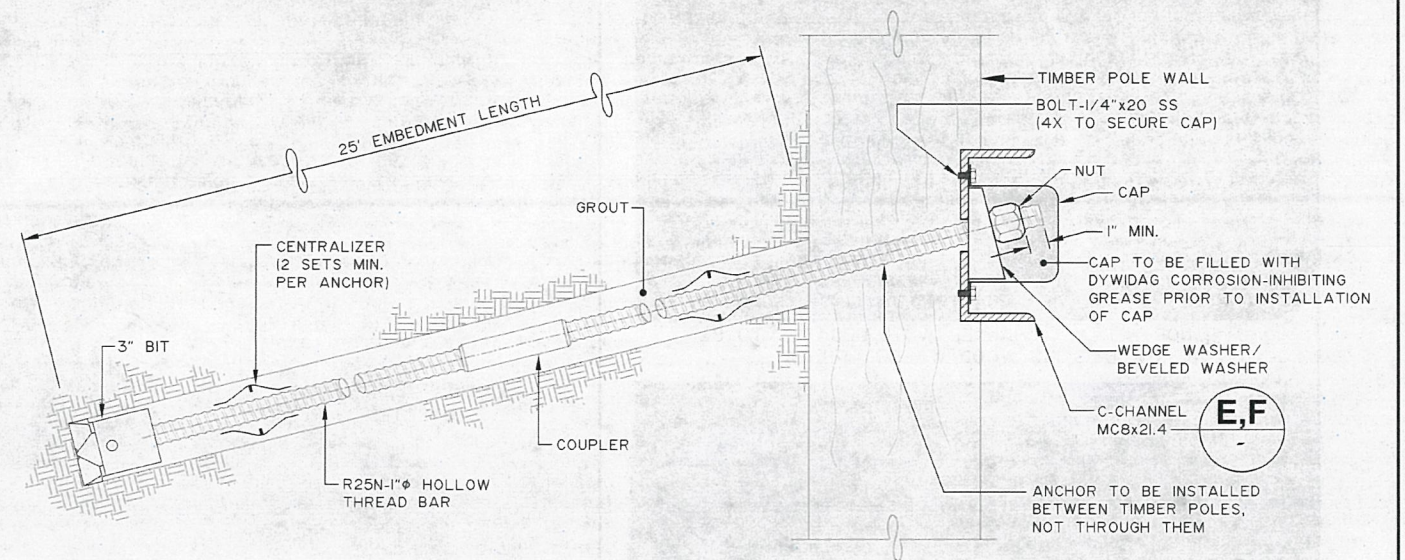 25' EMBEDMENT LENGTH
TIMBER POLE WALL
BOLT-1/4"x20 SS
(4X TO SECURE CAP)
NUT
CAP
1" MIN.
GROUT
CENTRALIZER
(2 SETS MIN.
PER ANCHOR)
CAP TO BE FILLED WITH
DYWIDAG CORROSION-INHIBITING
GREASE PRIOR TO INSTALLATION
OF CAP
3" BIT
WEDGE WASHER/
BEVELED WASHER
C-CHANNEL
MC8x21.4
E,F
-
COUPLER
R25N-1"ϕ HOLLOW
THREAD BAR
ANCHOR TO BE INSTALLED
BETWEEN TIMBER POLES,
NOT THROUGH THEM